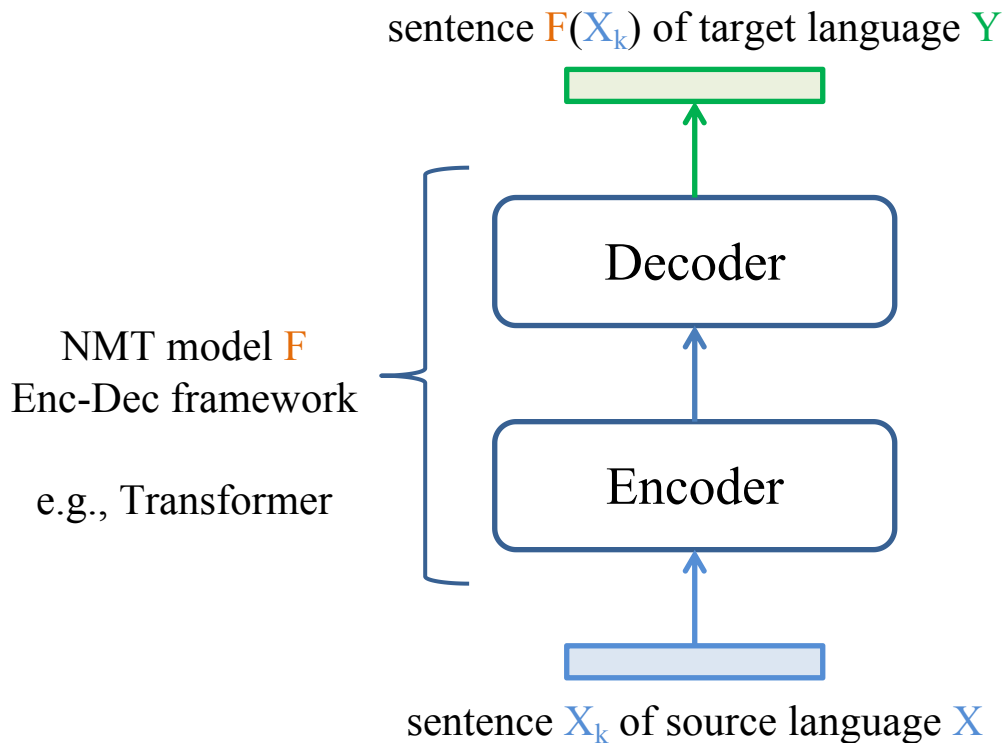 sentence F(Xₖ) of target language Y
Decoder
NMT model F
Enc-Dec framework
e.g., Transformer
Encoder
sentence Xₖ of source language X